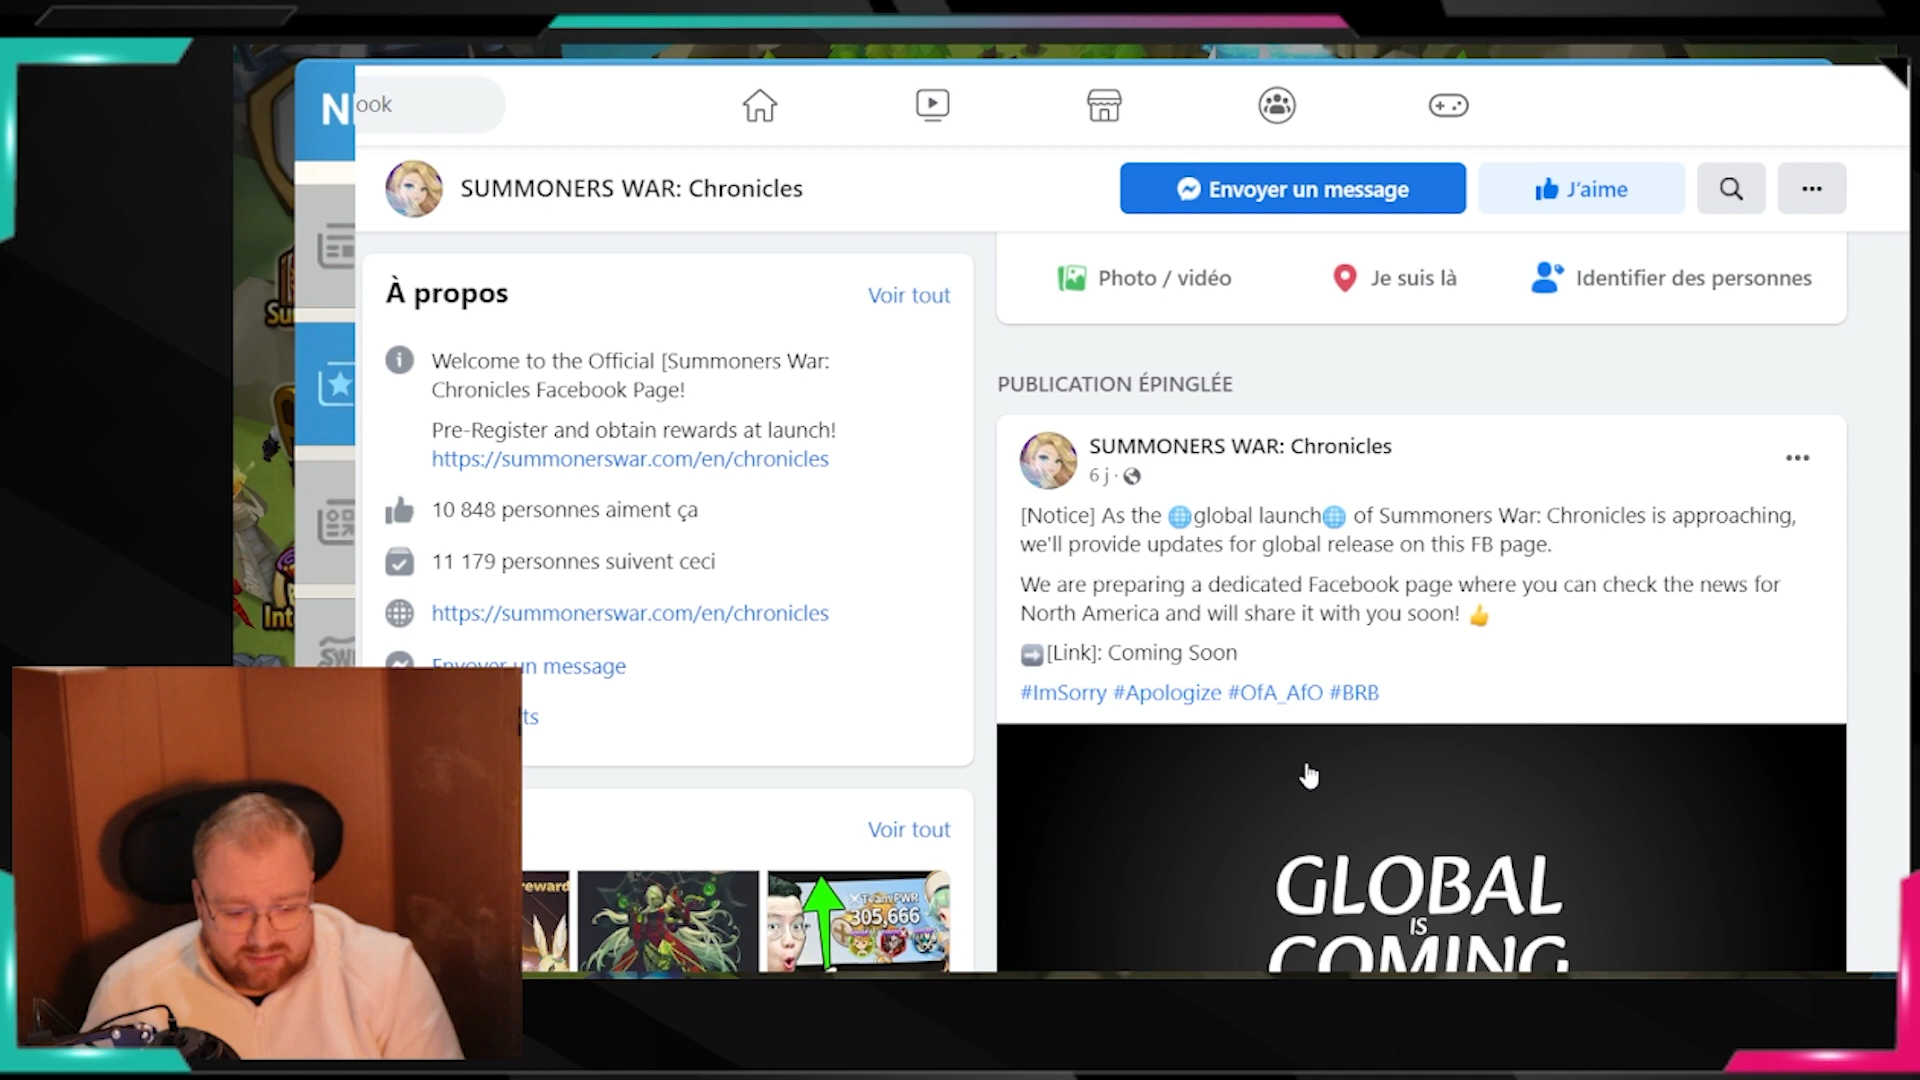 ook
SUMMONERS WAR: Chronicles
Envoyer un message
J'aime
À propos
Voir tout
Welcome to the Official [Summoners War:
Chronicles Facebook Page!
Pre-Register and obtain rewards at launch!
https://summonerswar.com/en/chronicles
10 848 personnes aiment ça
11 179 personnes suivent ceci
https://summonerswar.com/en/chronicles
Envoyer un message
ts
Voir tout
reward
TeamPWR
305,666
Photo / vidéo
Je suis là
Identifier des personnes
PUBLICATION ÉPINGLÉE
SUMMONERS WAR: Chronicles
6 j ·
[Notice] As the 🌐global launch🌐 of Summoners War: Chronicles is approaching,
we'll provide updates for global release on this FB page.
We are preparing a dedicated Facebook page where you can check the news for
North America and will share it with you soon! 👍
➡[Link]: Coming Soon
#ImSorry #Apologize #OfA_AfO #BRB
GLOBAL
IS
COMING
Int